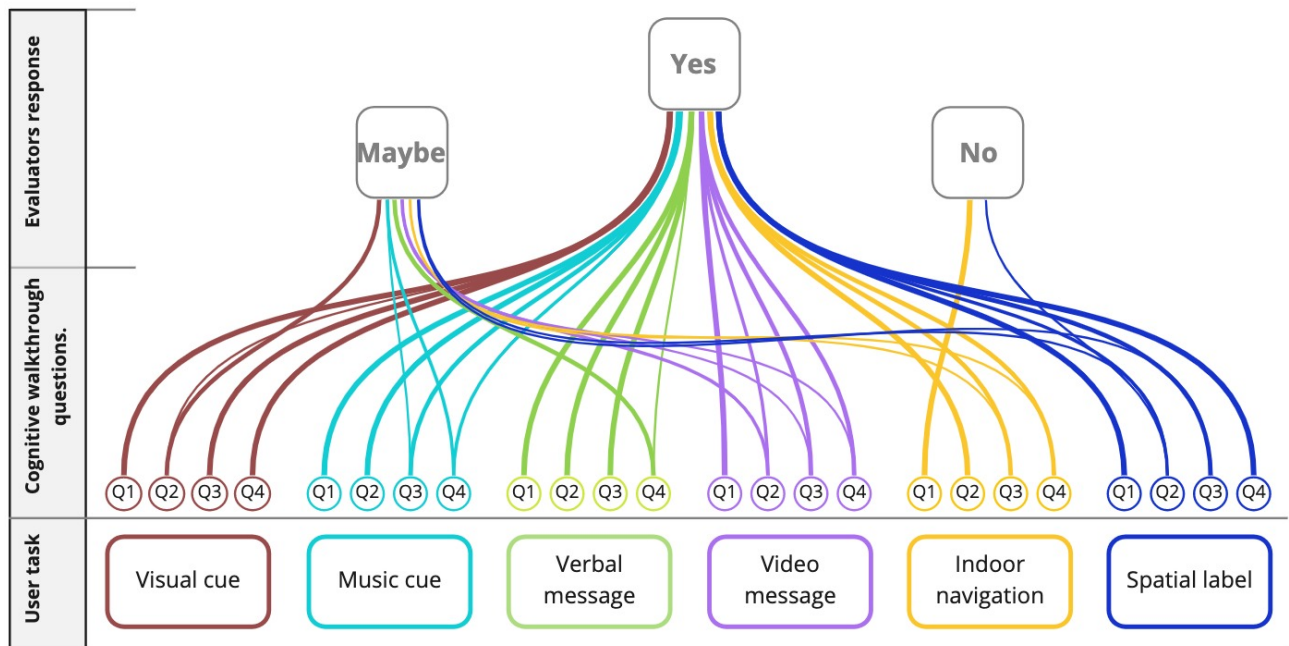 Evaluators response
Yes
Maybe
No
Cognitive walkthrough
questions.
Q1 Q2 Q3 Q4 Q1 Q2 Q3 Q4 Q1 Q2 Q3 Q4 Q1 Q2 Q3 Q4 Q1 Q2 Q3 Q4 Q1 Q2 Q3 Q4
User task
Visual cue
Music cue
Verbal
message
Video
message
Indoor
navigation
Spatial label